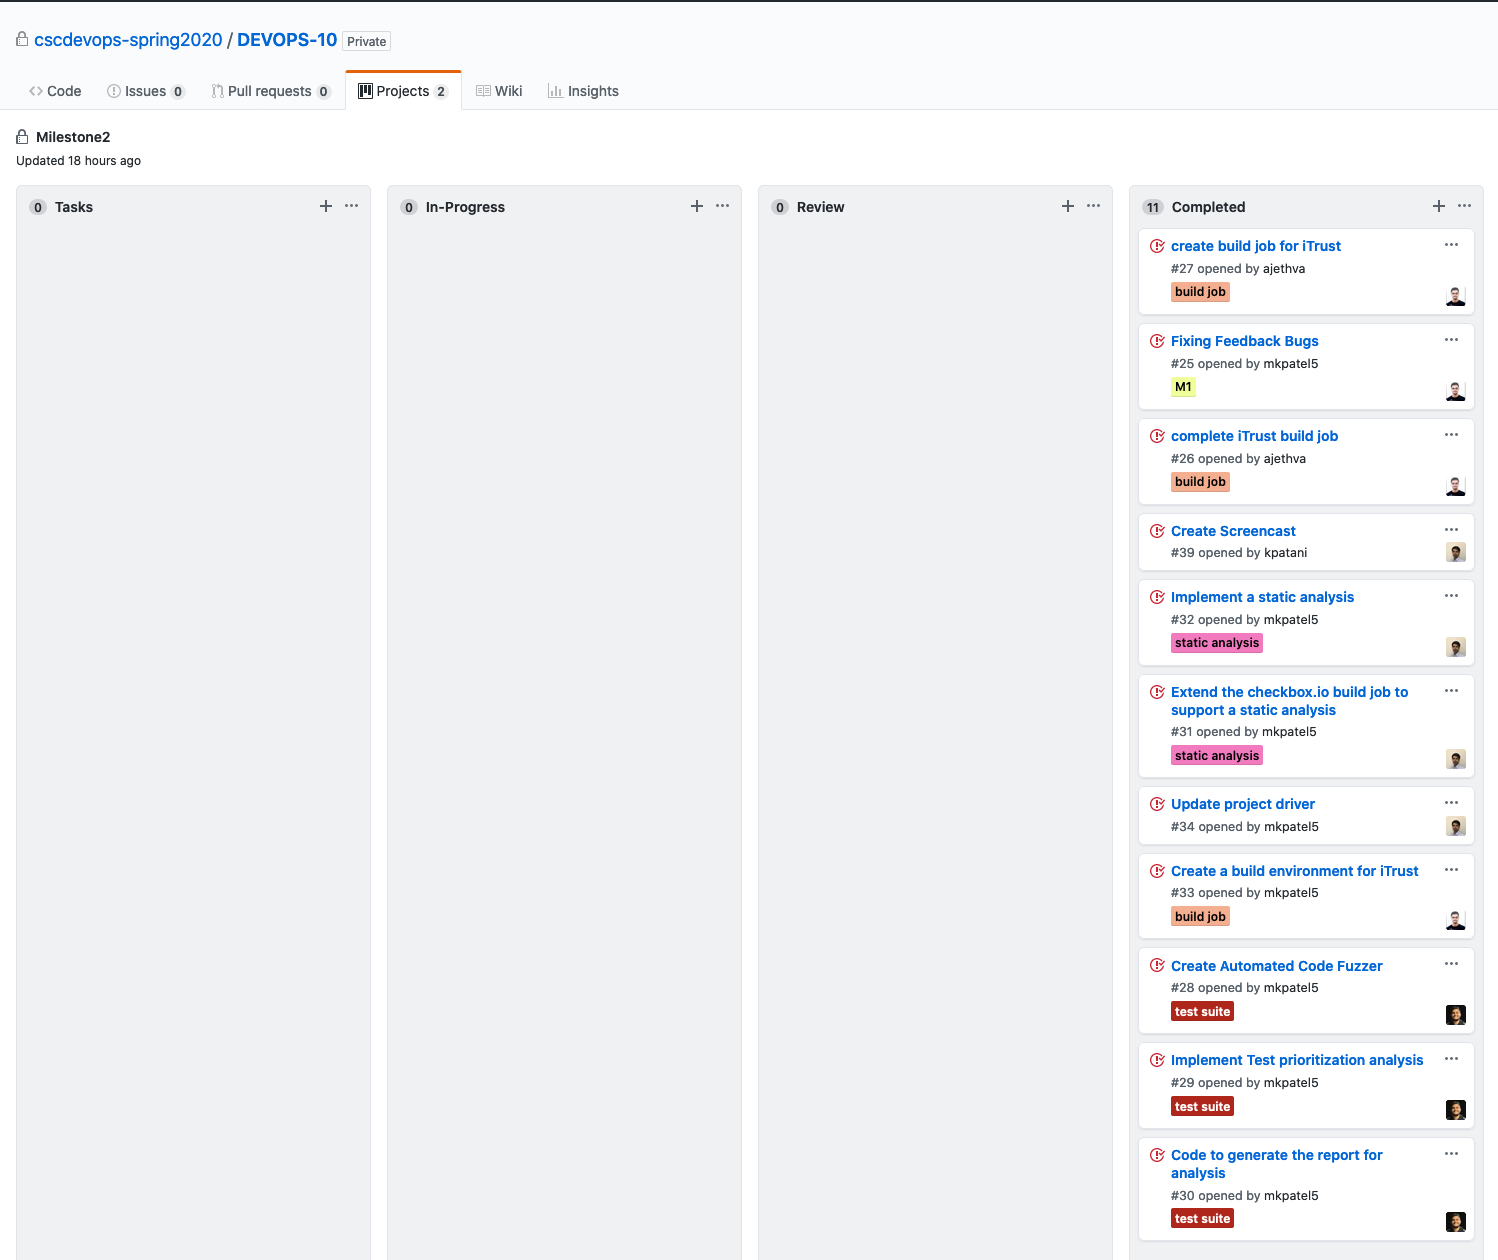 cscdevops-spring2020 / DEVOPS-10 Private
Code Issues 0 Pull requests 0 Projects 2 Wiki Insights
Milestone2
Updated 18 hours ago
0 Tasks
0 In-Progress
0 Review
11 Completed
create build job for iTrust
#27 opened by ajethva
build job
Fixing Feedback Bugs
#25 opened by mkpatel5
M1
complete iTrust build job
#26 opened by ajethva
build job
Create Screencast
#39 opened by kpatani
Implement a static analysis
#32 opened by mkpatel5
static analysis
Extend the checkbox.io build job to
support a static analysis
#31 opened by mkpatel5
static analysis
Update project driver
#34 opened by mkpatel5
Create a build environment for iTrust
#33 opened by mkpatel5
build job
Create Automated Code Fuzzer
#28 opened by mkpatel5
test suite
Implement Test prioritization analysis
#29 opened by mkpatel5
test suite
Code to generate the report for
analysis
#30 opened by mkpatel5
test suite